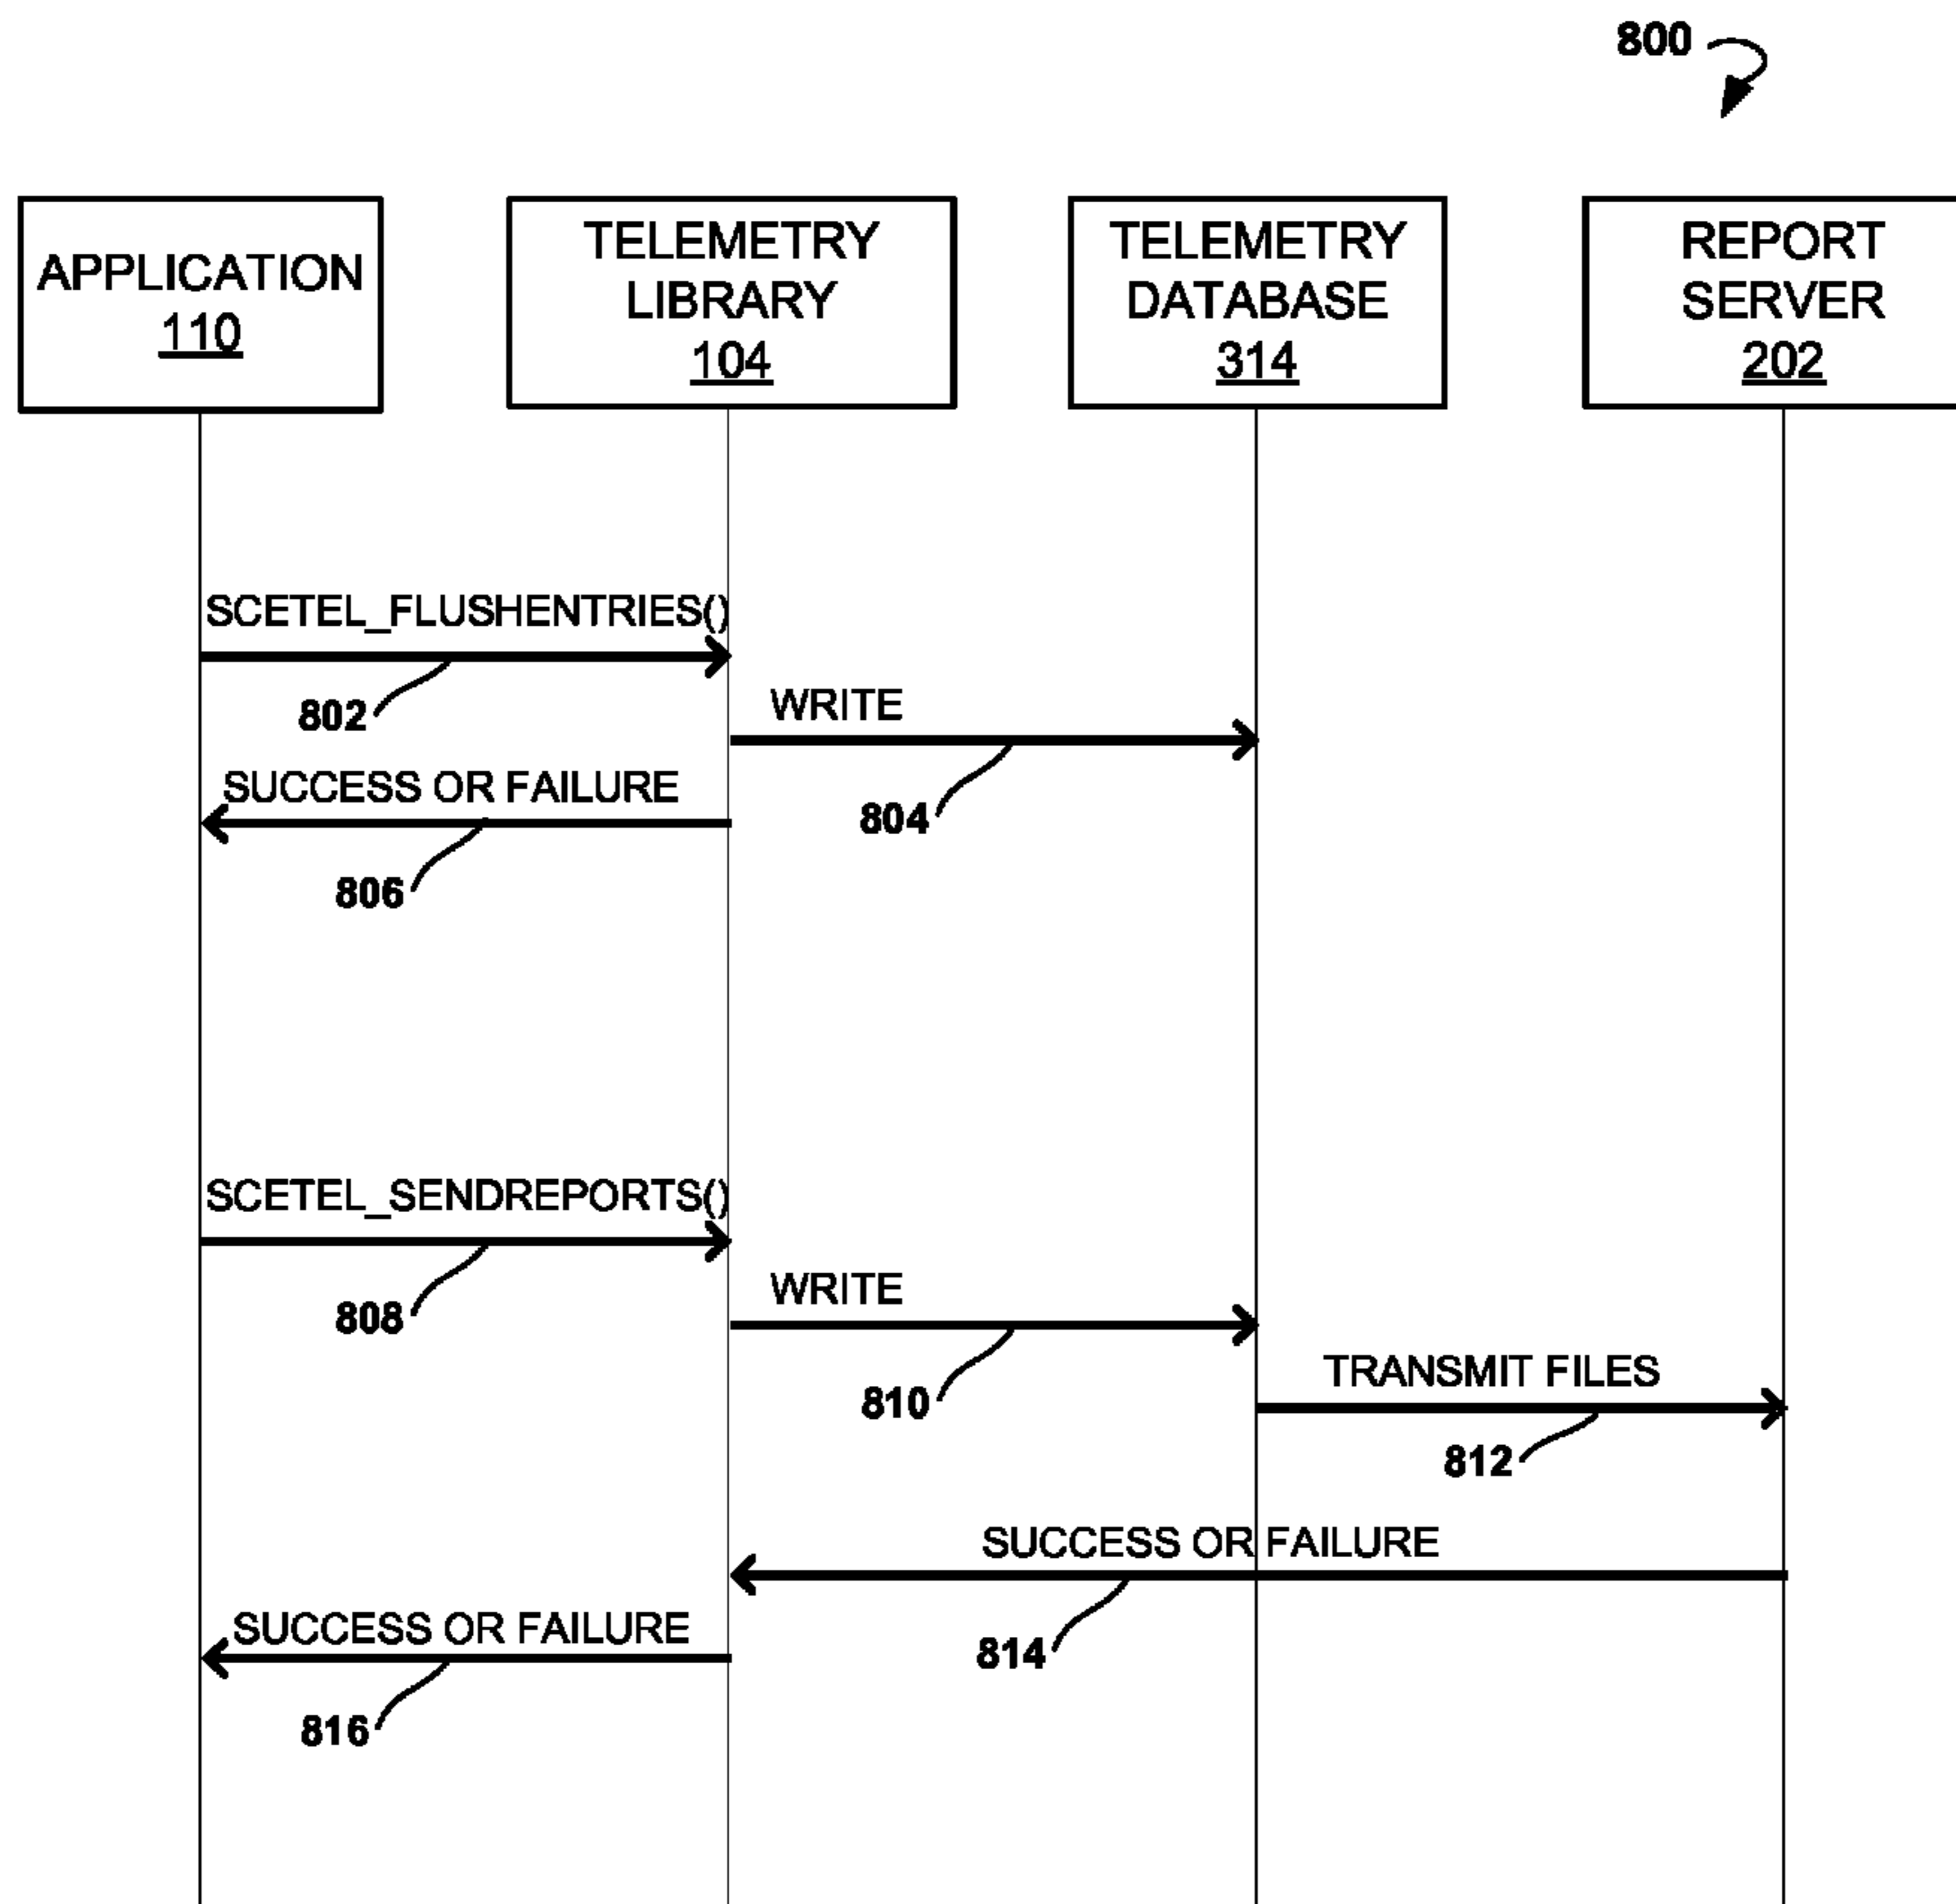 800
APPLICATION
110
TELEMETRY
LIBRARY
104
TELEMETRY
DATABASE
314
REPORT
SERVER
202
SCETEL_FLUSHENTRIES()
802
WRITE
804
SUCCESS OR FAILURE
806
SCETEL_SENDREPORTS()
808
WRITE
810
TRANSMIT FILES
812
SUCCESS OR FAILURE
814
SUCCESS OR FAILURE
816